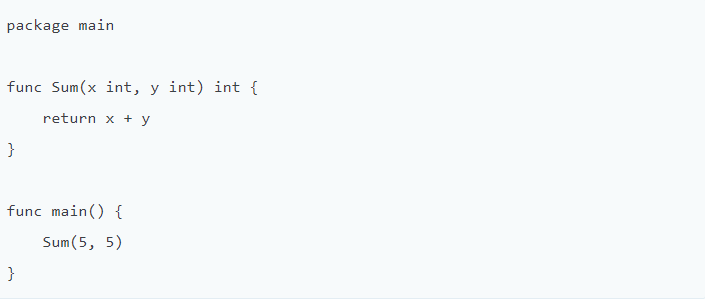 package main
func Sum(x int, y int) int {
    return x + y
}
func main() {
    Sum(5, 5)
}